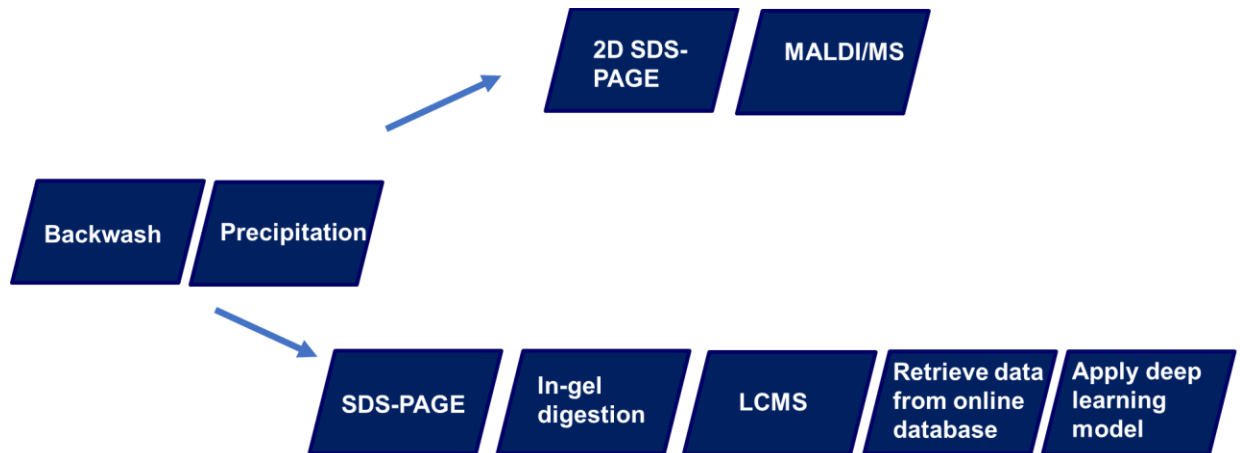 2D SDS-
PAGE
MALDI/MS
Backwash
Precipitation
SDS-PAGE
In-gel
digestion
LCMS
Retrieve data
from online
database
Apply deep
learning
model